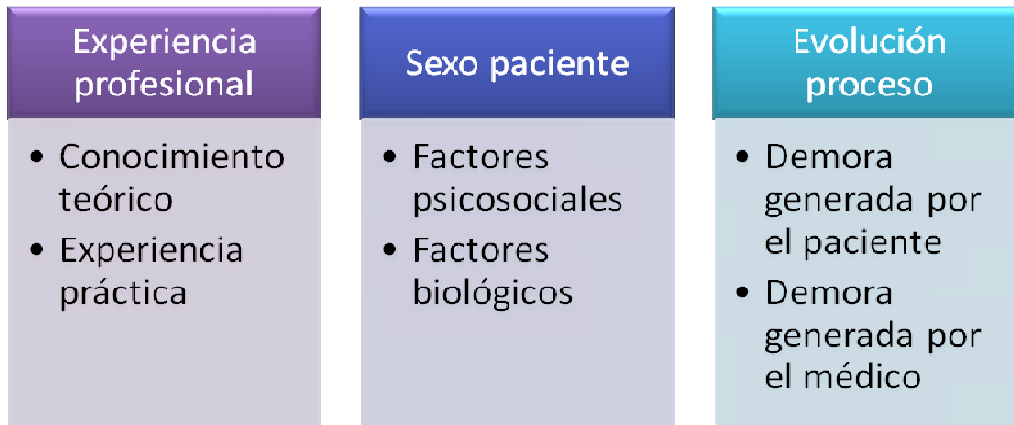 Experiencia
profesional
• Conocimiento
teórico
• Experiencia
práctica
Sexo paciente
• Factores
psicosociales
• Factores
biológicos
Evolución
proceso
• Demora
generada por
el paciente
• Demora
generada por
el médico